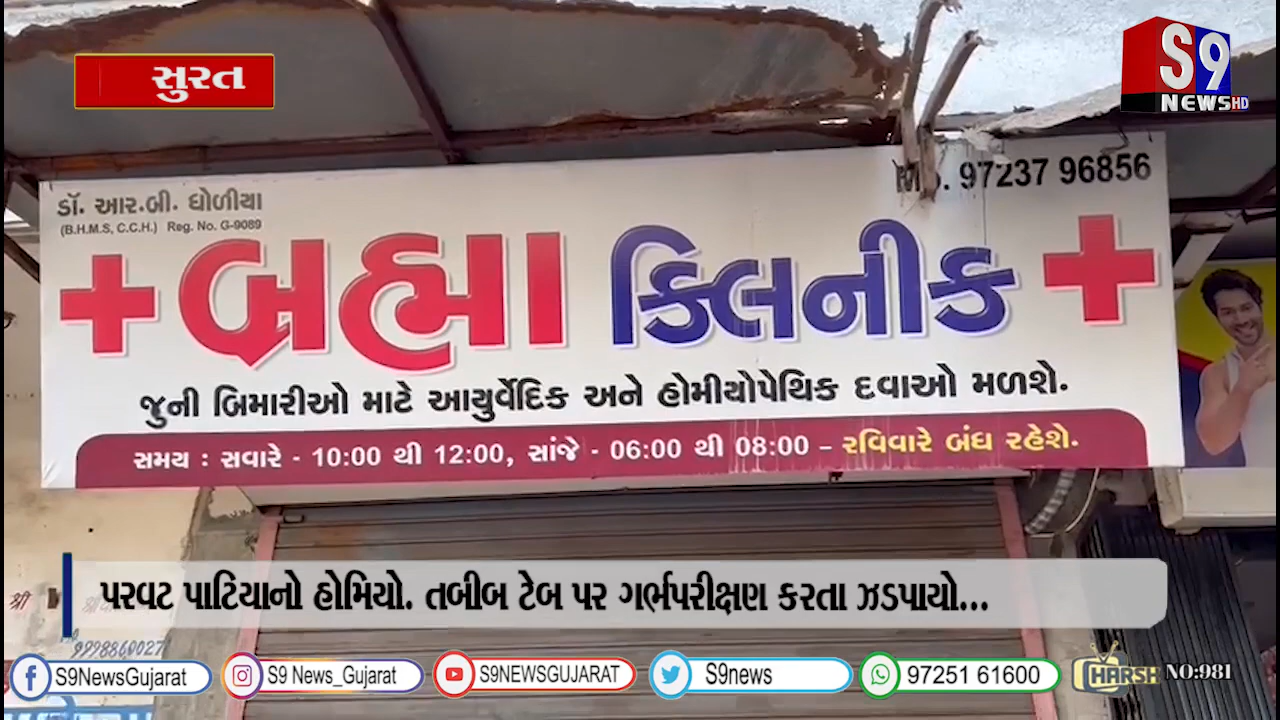 સુરત
S9
NEWS HD
ડૉ. આર.બી. ધોળીયા
(B.H.M.S, C.C.H.) Reg. No. G-9089
97237 96856
બ્રહ્મા ક્લિનીક
જુની બિમારીઓ માટે આયુર્વેદિક અને હોમીયોપેથિક દવાઓ મળશે.
સમય : સવારે - 10:00 થી 12:00, સાંજે - 06:00 થી 08:00 – રવિવારે બંધ રહેશે.
પરવટ પાટિયાનો હોમિયો. તબીબ ટેબ પર ગર્ભપરીક્ષણ કરતા ઝડપાયો...
શ્રી
9998860027
S9NewsGujarat
S9 News_Gujarat
S9NEWSGUJARAT
S9news
97251 61600
CHARSH NO:981